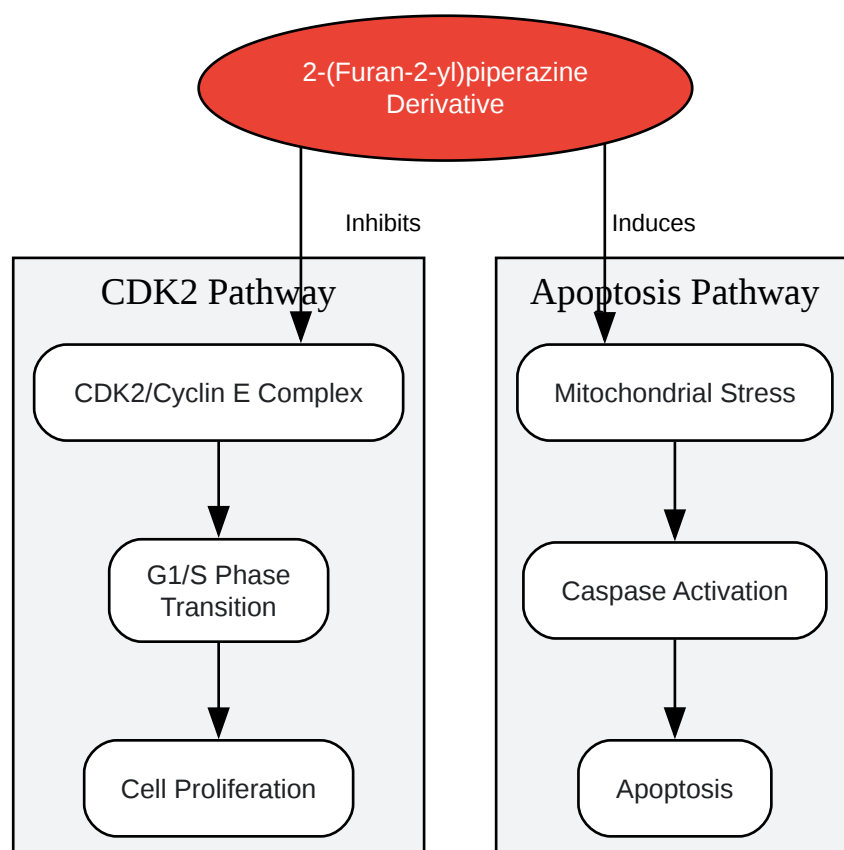 2-(Furan-2-yl)piperazine
Derivative
Inhibits
Induces
CDK2 Pathway
CDK2/Cyclin E Complex
G1/S Phase
Transition
Cell Proliferation
Apoptosis Pathway
Mitochondrial Stress
Caspase Activation
Apoptosis